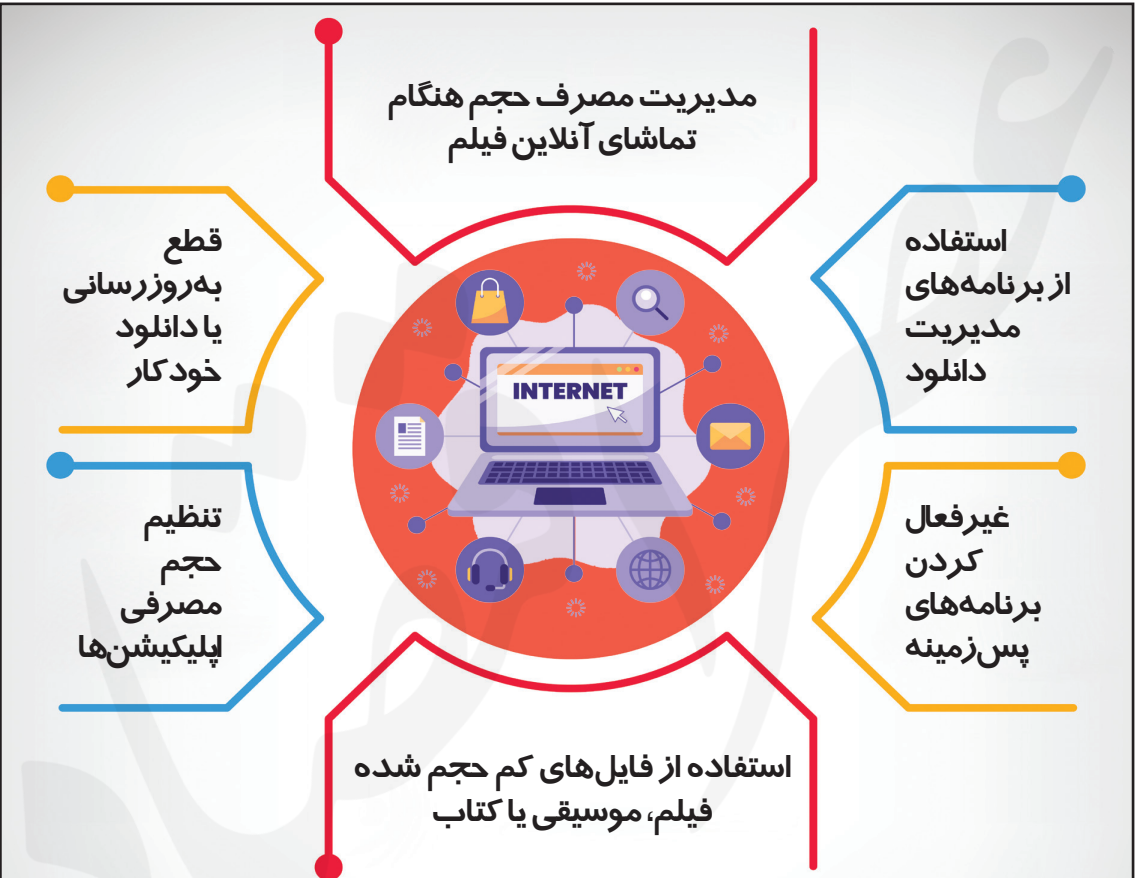 مدیریت مصرف حجم هنگام
تماشای آنلاین فیلم
استفاده
از برنامه‌های
مدیریت
دانلود
قطع
به‌روزرسانی
یا دانلود
خودکار
INTERNET
غیرفعال
کردن
برنامه‌های
پس‌زمینه
تنظیم
حجم
مصرفی
اپلیکیشن‌ها
استفاده از فایل‌های کم حجم شده
فیلم، موسیقی یا کتاب